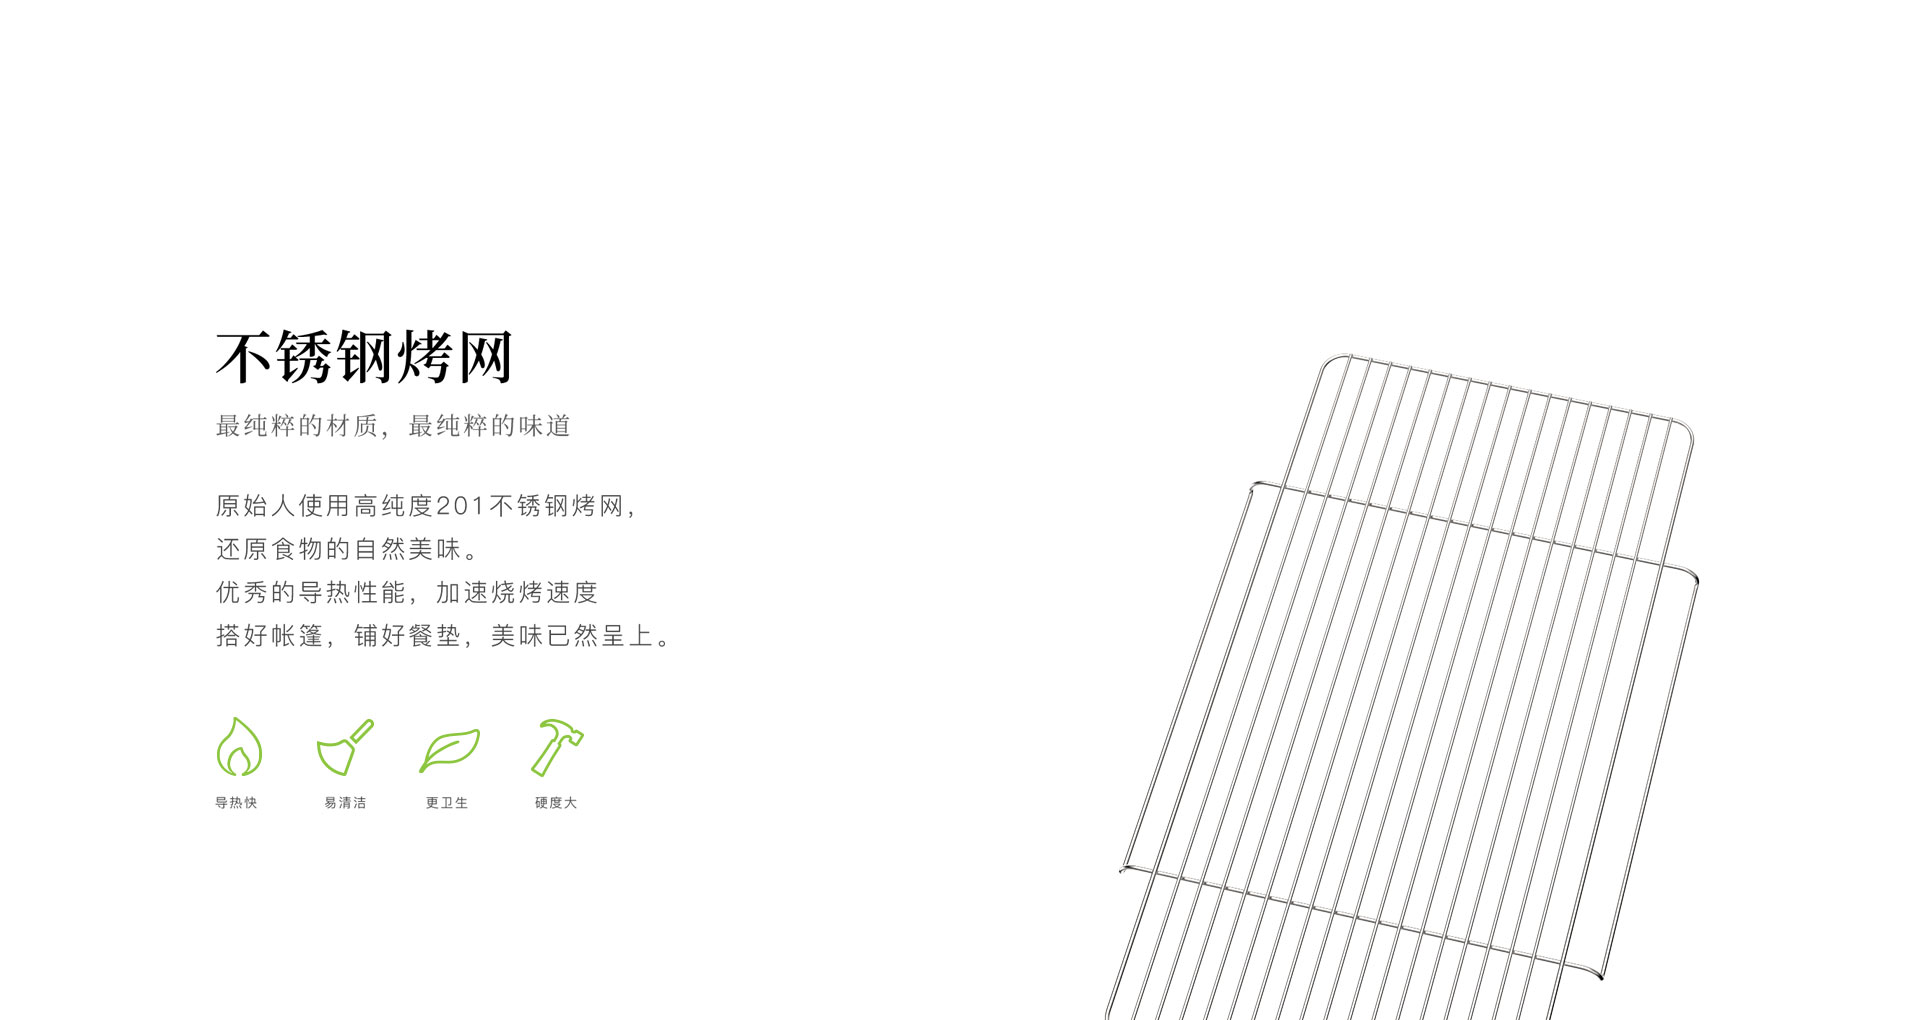 不锈钢烤网
最纯粹的材质，最纯粹的味道
原始人使用高纯度201不锈钢烤网，
还原食物的自然美味。
优秀的导热性能，加速烧烤速度
搭好帐篷，铺好餐垫，美味已然呈上。
导热快 易清洁 更卫生 硬度大